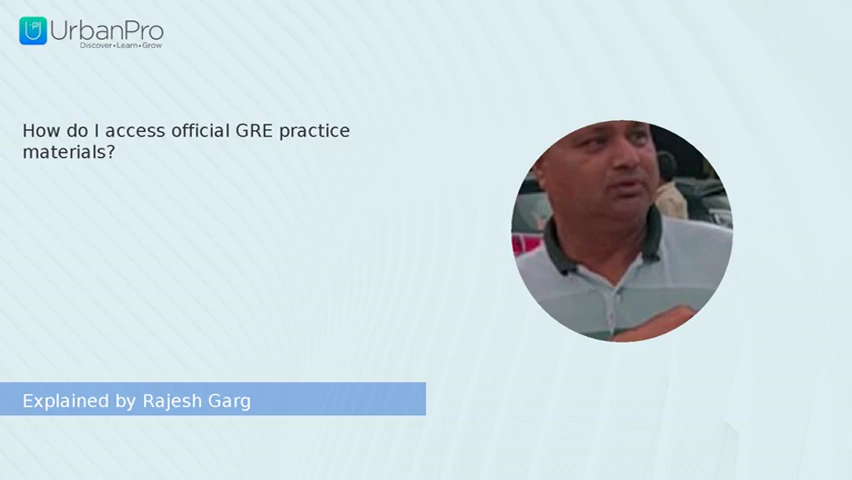 UrbanPro
Discover•Learn•Grow
How do I access official GRE practice
materials?
Explained by Rajesh Garg